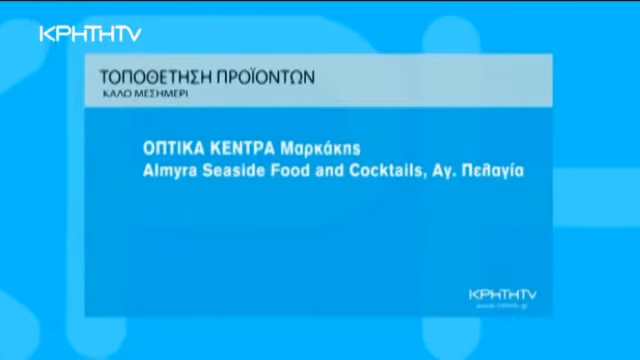 ΚΡΗΤΗTV
ΤΟΠΟΘΕΤΗΣΗ ΠΡΟΪΟΝΤΩΝ
ΚΑΛΟ ΜΕΣΗΜΕΡΙ
ΟΠΤΙΚΑ ΚΕΝΤΡΑ Μαρκάκης
Almyra Seaside Food and Cocktails, Αγ. Πελαγία
ΚΡΗΤΗTV